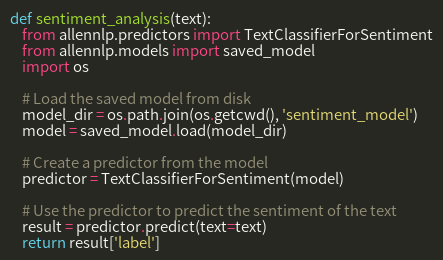 def sentiment_analysis(text):
from allennlp.predictors import TextClassifierForSentiment
from allennlp.models import saved_model
import os
# Load the saved model from disk
model_dir = os.path.join(os.getcwd(), 'sentiment_model')
model = saved_model.load(model_dir)
# Create a predictor from the model
predictor = TextClassifierForSentiment(model)
# Use the predictor to predict the sentiment of the text
result = predictor.predict(text=text)
return result['label']